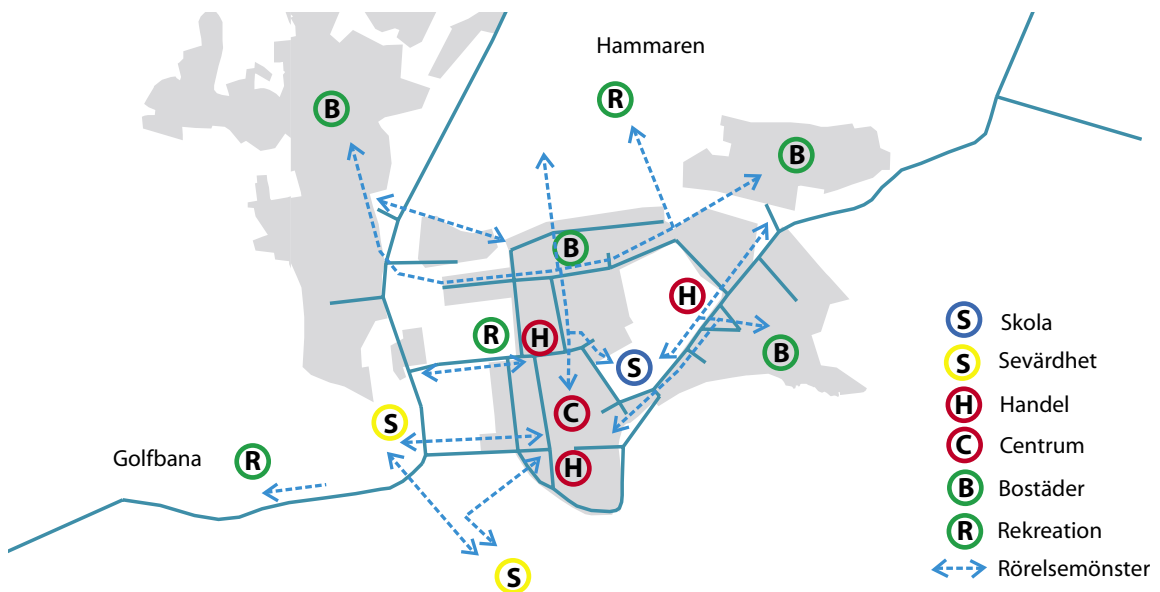 Hammaren
R
B
B
B
H
R
H
B
S
S
C
Golfbana
R
H
S
S Skola
S Sevärdhet
H Handel
C Centrum
B Bostäder
R Rekreation
Rörelsemönster